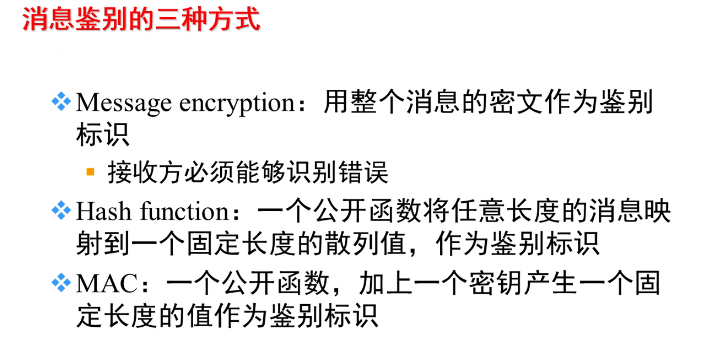 消息鉴别的三种方式
Message encryption：用整个消息的密文作为鉴别
标识
接收方必须能够识别错误
Hash function：一个公开函数将任意长度的消息映
射到一个固定长度的散列值，作为鉴别标识
MAC：一个公开函数，加上一个密钥产生一个固
定长度的值作为鉴别标识